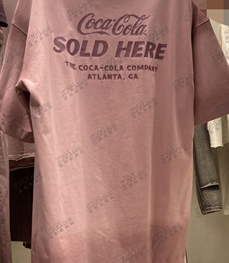 Coca-Cola
SOLD HERE
THE COCA-COLA COMPANY
ATLANTA, GA